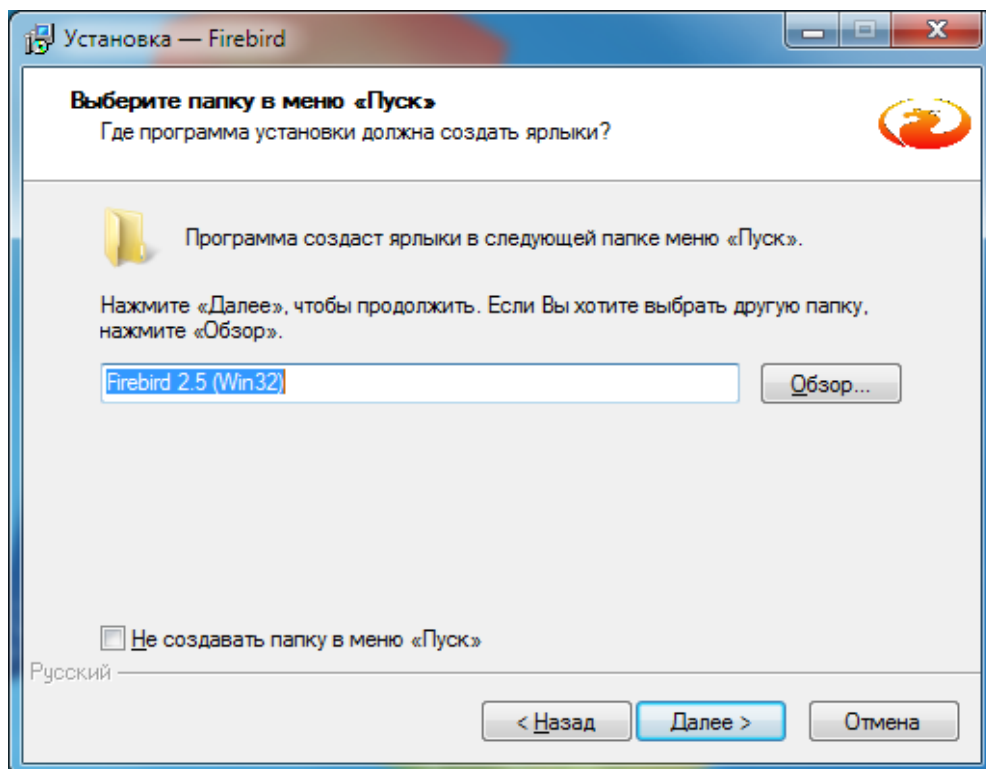 Установка — Firebird
Выберите папку в меню «Пуск»
Где программа установки должна создать ярлыки?
Программа создаст ярлыки в следующей папке меню «Пуск».
Нажмите «Далее», чтобы продолжить. Если Вы хотите выбрать другую папку,
нажмите «Обзор».
Firebird 2.5 (Win32)
Обзор...
Не создавать папку в меню «Пуск»
Русский
< Назад
Далее >
Отмена